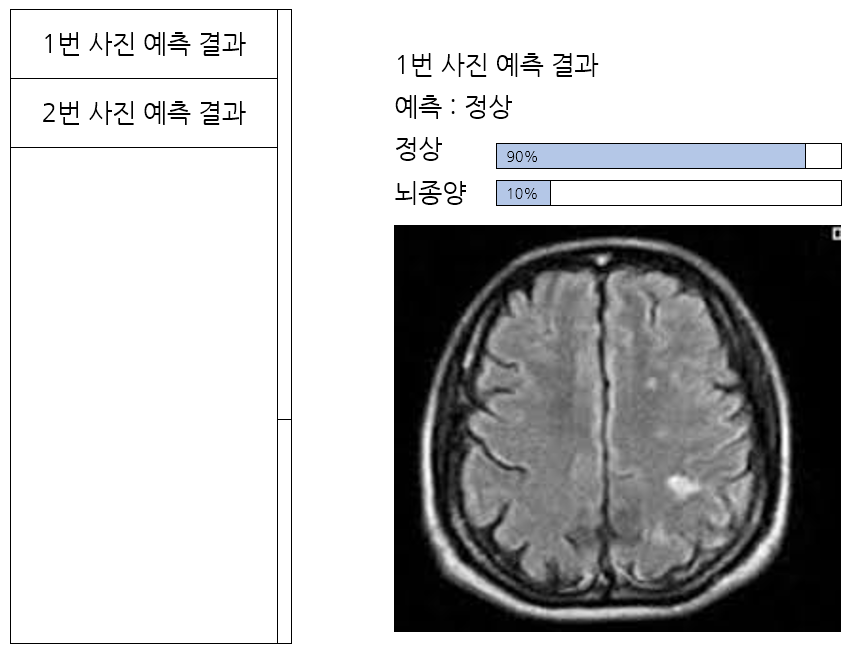 1번 사진 예측 결과
2번 사진 예측 결과
1번 사진 예측 결과
예측 : 정상
정상
90%
뇌종양
10%